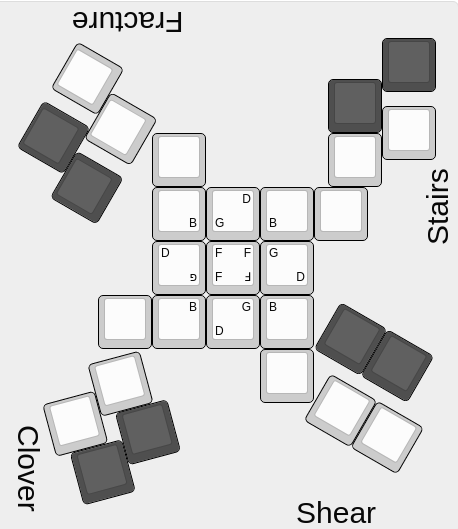 Fracture
Stairs
D
B G B
D F F G
G F F D
B G B
D
Clover
Shear